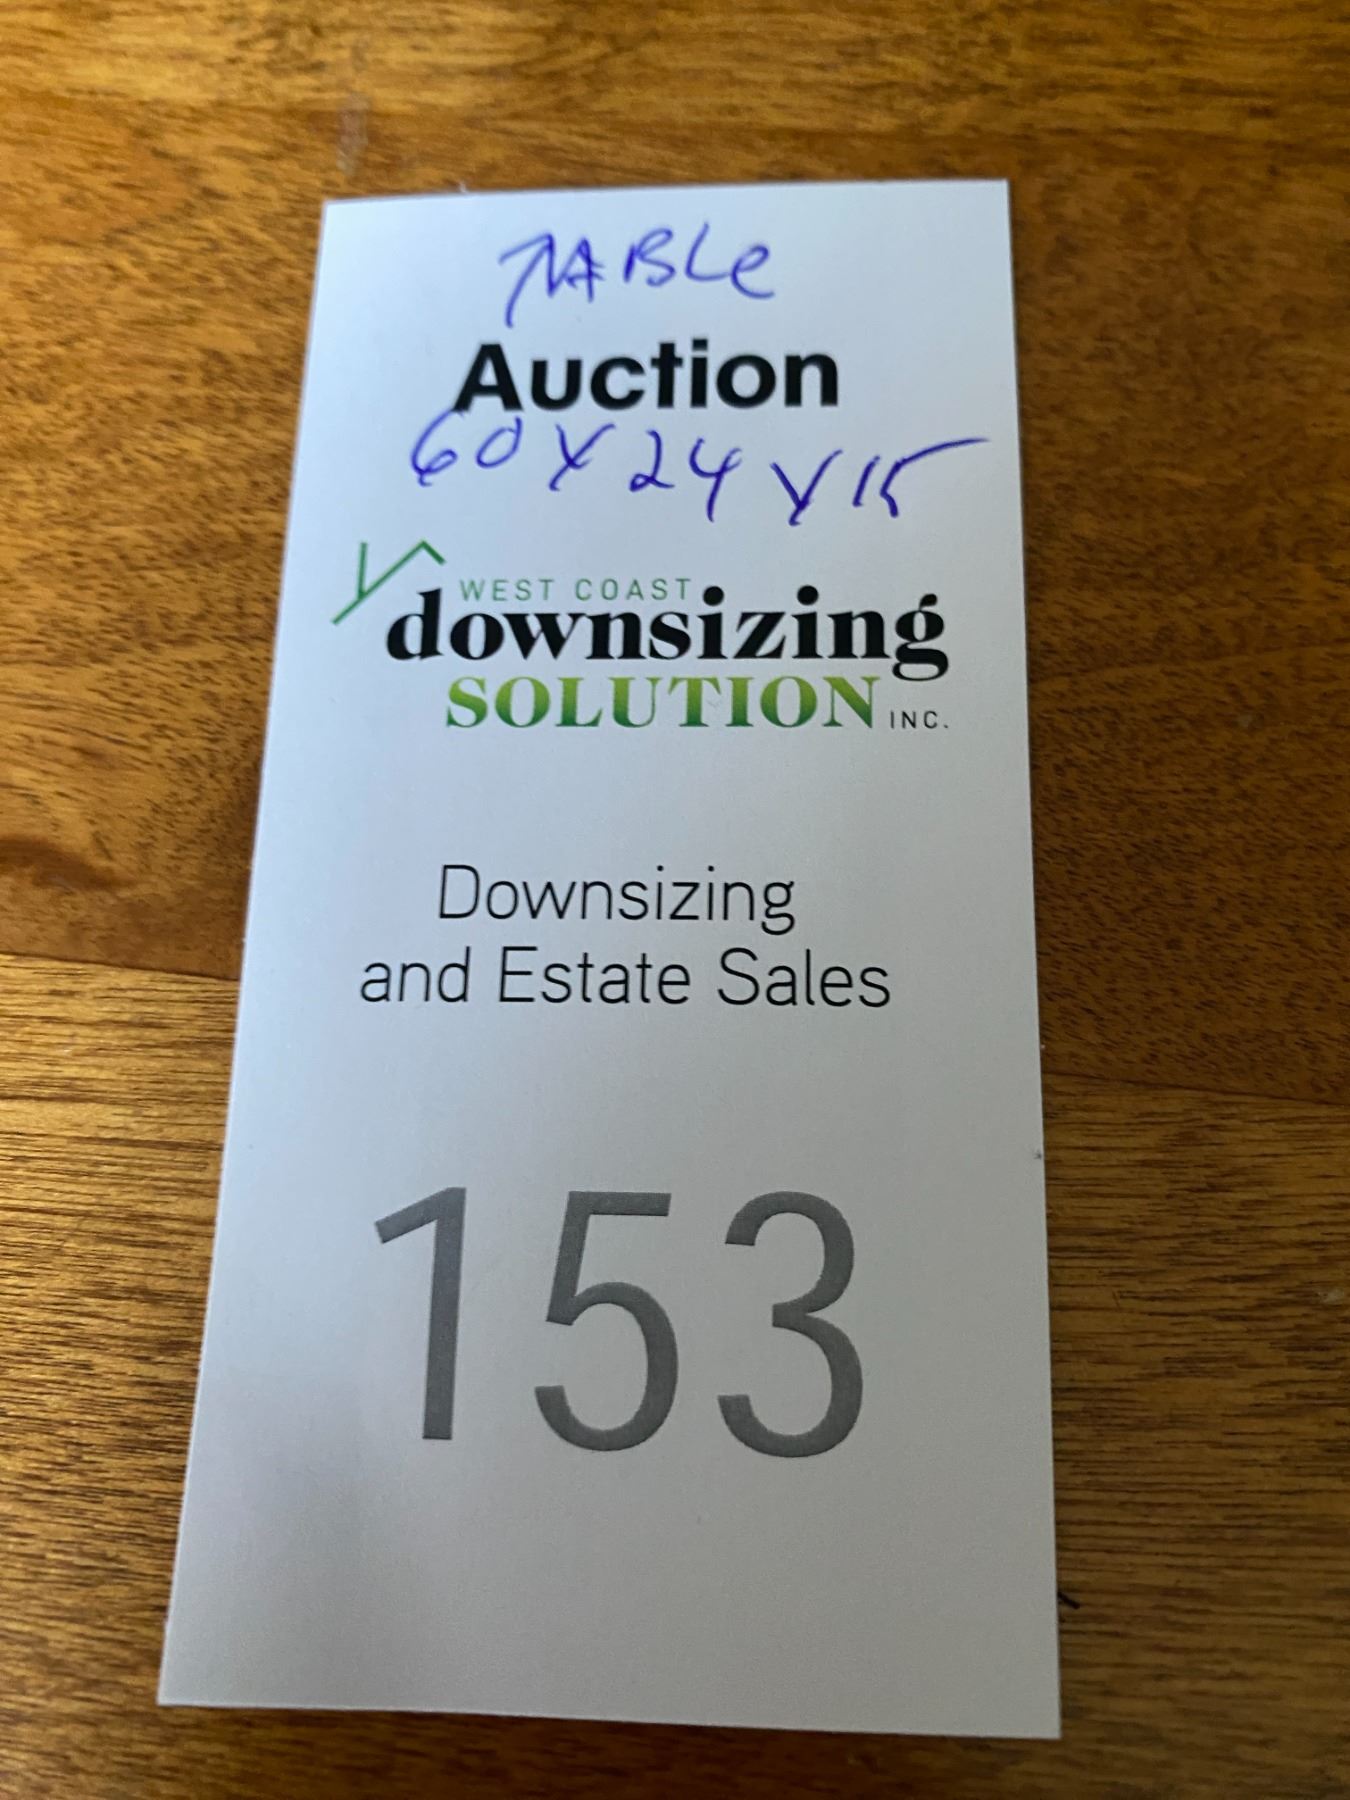 TABLe
Auction
60 X 24 X 15
WEST COAST
downsizing
SOLUTION INC.
Downsizing
and Estate Sales
153